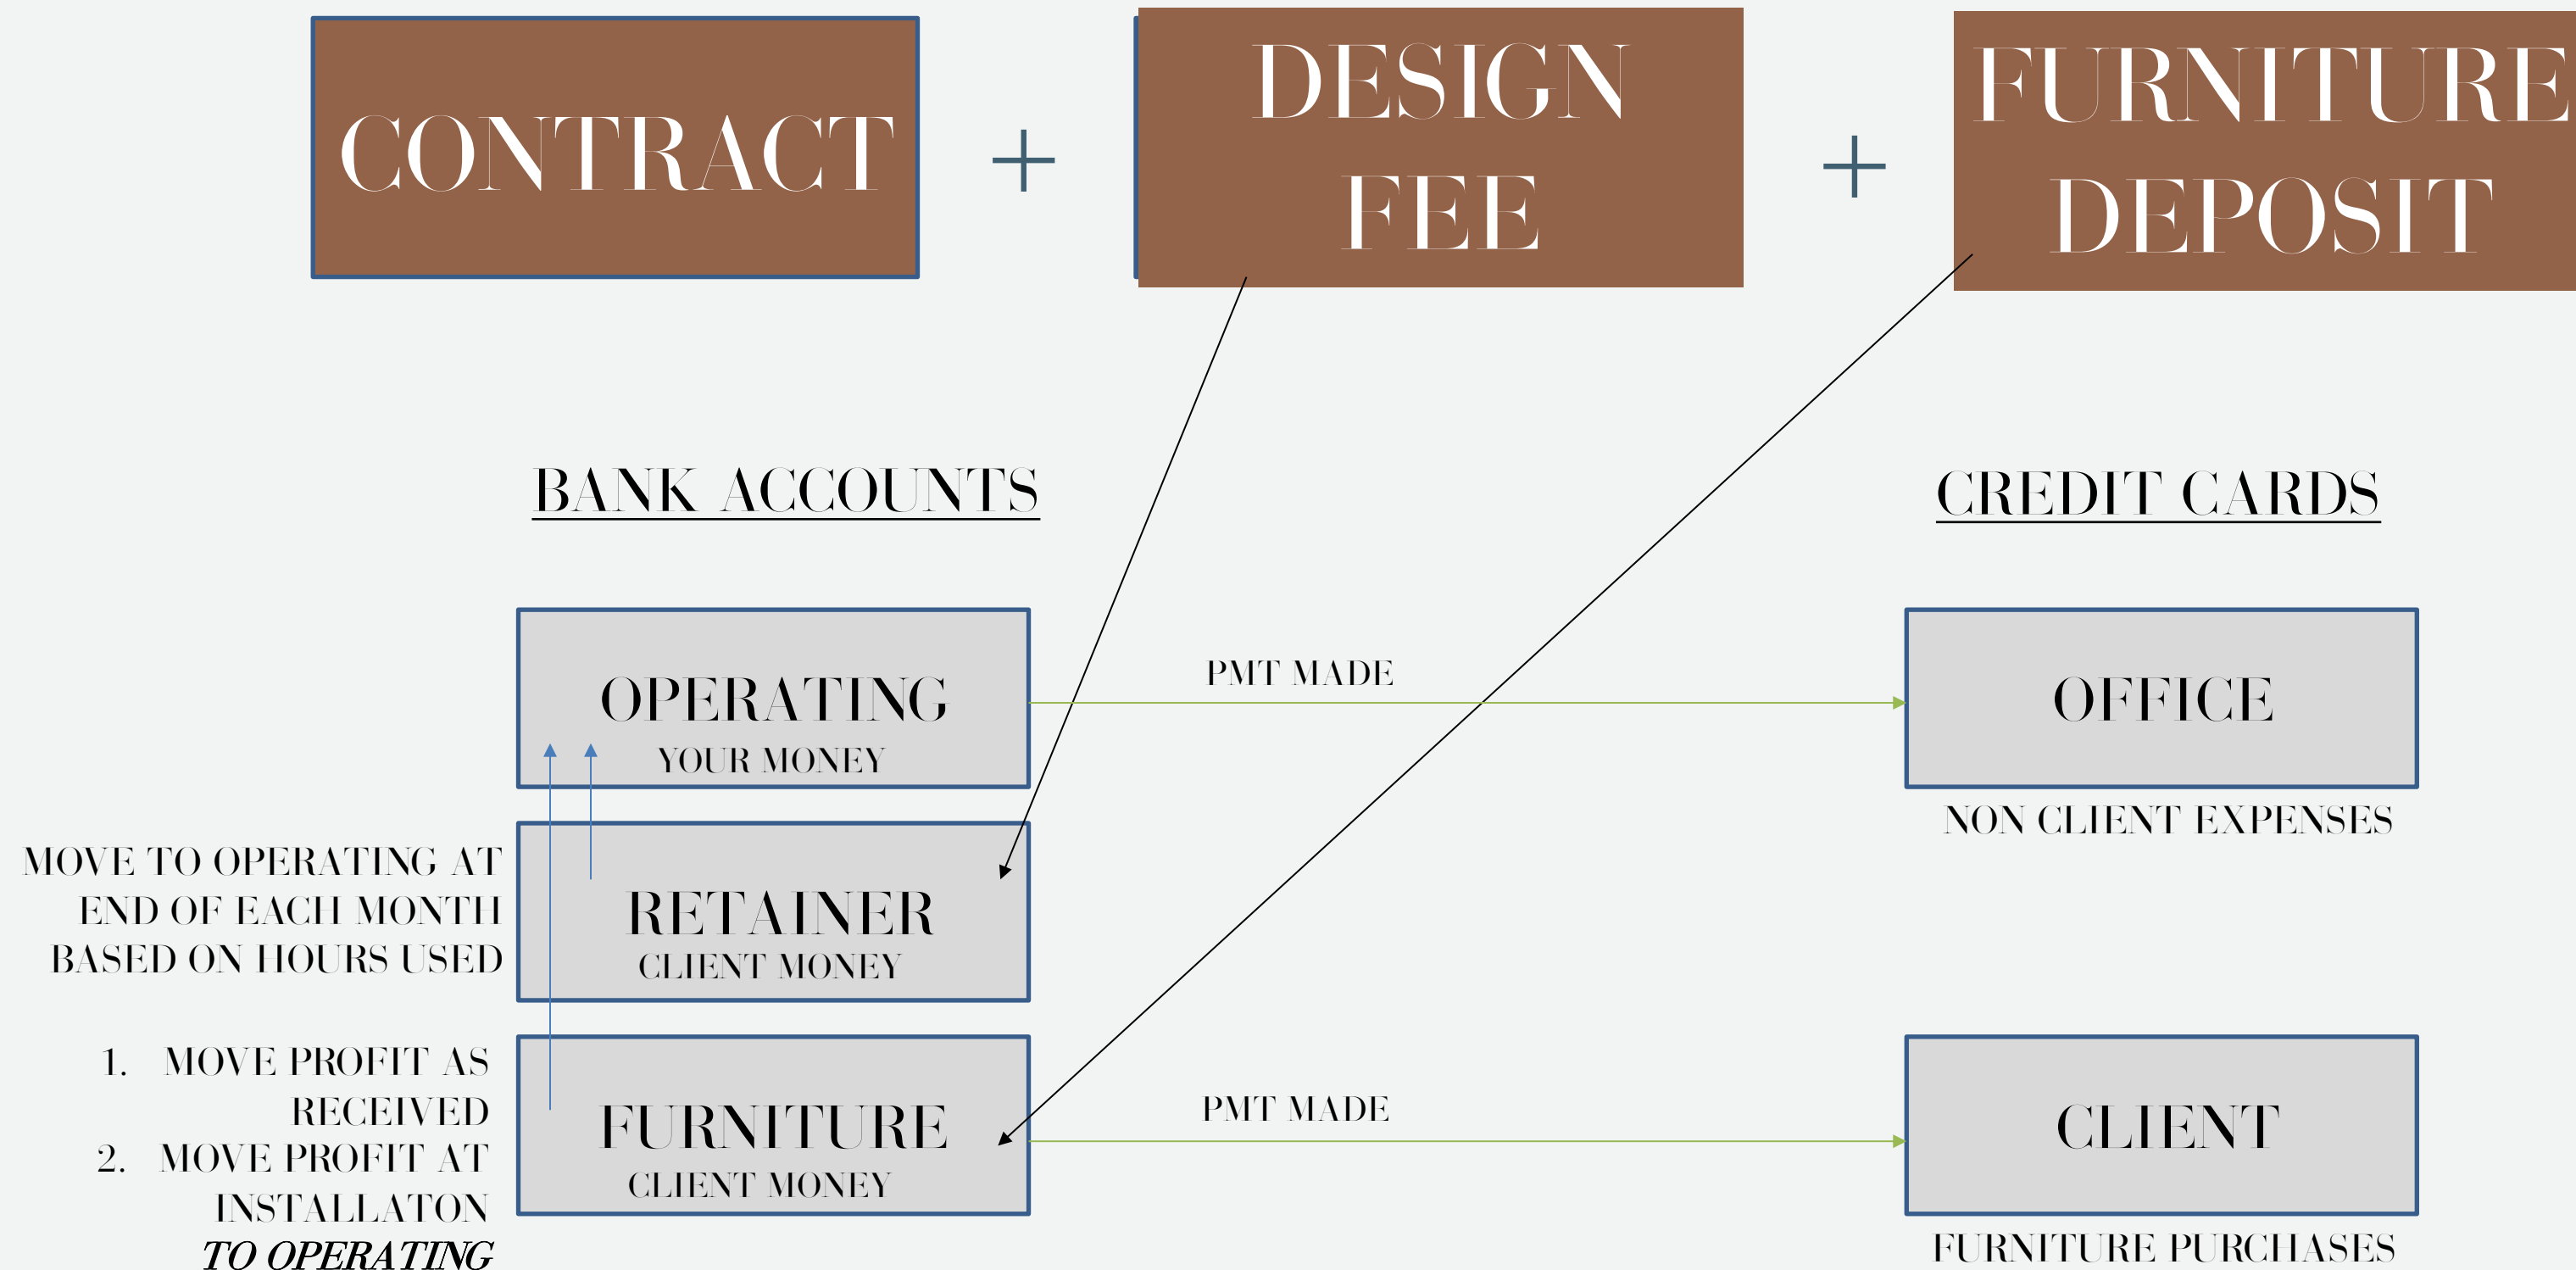 CONTRACT
+
DESIGN
FEE
+
FURNITURE
DEPOSIT
BANK ACCOUNTS
CREDIT CARDS
OPERATING
YOUR MONEY
PMT MADE
OFFICE
NON CLIENT EXPENSES
MOVE TO OPERATING AT
END OF EACH MONTH
BASED ON HOURS USED
RETAINER
CLIENT MONEY
1. MOVE PROFIT AS
RECEIVED
2. MOVE PROFIT AT
INSTALLATON
TO OPERATING
FURNITURE
CLIENT MONEY
PMT MADE
CLIENT
FURNITURE PURCHASES